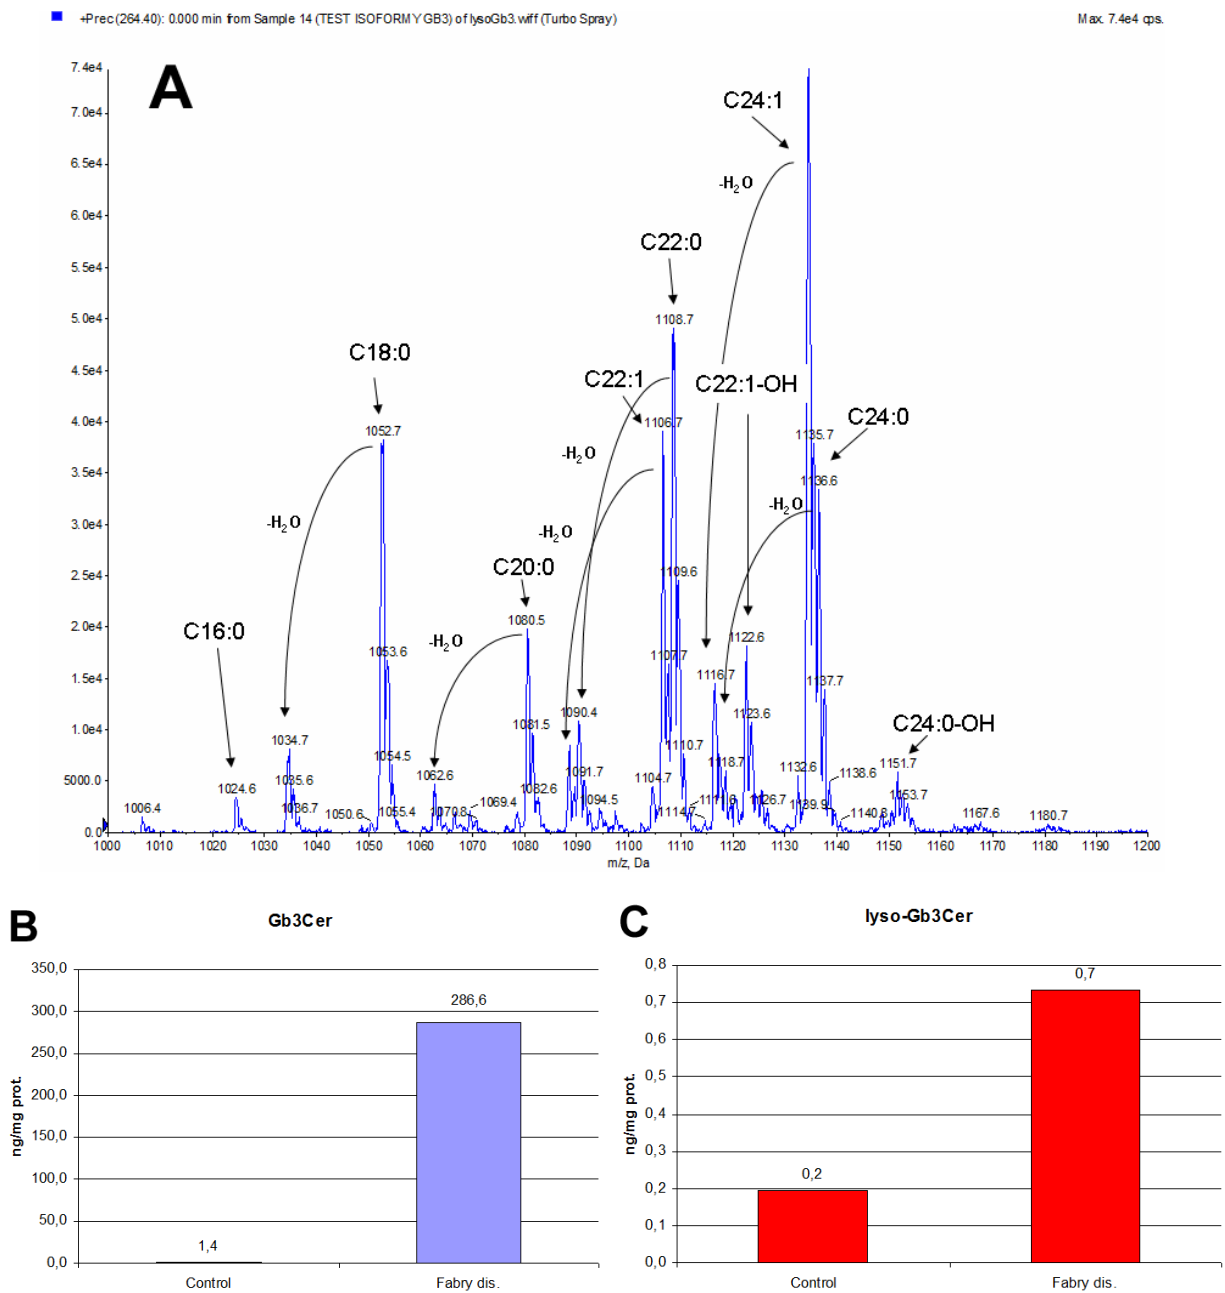 +Prec (264.40): 0.000 min from Sample 14 (TEST ISOFORM Y GB3) of lysoGb3.wiff (Turbo Spray)
Max. 7.4e4 cps.
A
7.4e4
7.0e4
6.5e4
6.0e4
5.5e4
5.0e4
4.5e4
4.0e4
3.5e4
3.0e4
2.5e4
2.0e4
1.5e4
1.0e4
5000.0
0.0
C24:1
-H2O
C22:0
1108.7
C18:0
C22:1
C22:1-OH
C24:0
1052.7
1106.7
1135.7
-H2O
1136.6
-H2O
-H2O
-H2O
C20:0
1109.6
C16:0
1080.5
-H2O
1122.6
1053.6
1107.7
1116.7
1034.7
1090.4
1123.6
C24:0-OH
1081.5
1054.5
1110.7
1035.6
1062.6
1091.7
1118.7
1132.6
1151.7
1024.6
1082.6
1104.7
1138.6
1006.4
1036.7
1050.6
1055.4
1070.8
1069.4
1094.5
1114.7
1126.7
1139.9
1140.8
1153.7
1167.6
1180.7
1000 1010 1020 1030 1040 1050 1060 1070 1080 1090 1100 1110 1120 1130 1140 1150 1160 1170 1180 1190 1200
m/z, Da
B
Gb3Cer
350,0
300,0
250,0
200,0
150,0
100,0
50,0
0,0
ng/mg prot.
286,6
1,4
Control Fabry dis.
C
lyso-Gb3Cer
0,8
0,7
0,6
0,5
0,4
0,3
0,2
0,1
0,0
ng/mg prot.
0,7
0,2
Control Fabry dis.